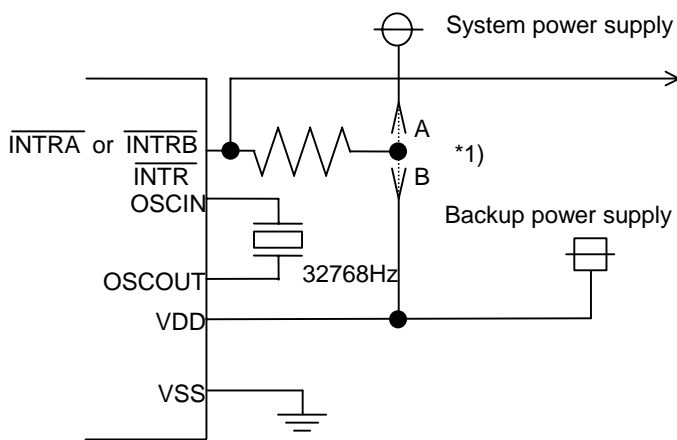 System power supply
A
INTRA or INTRB
*1)
INTR
B
OSCIN
Backup power supply
OSCOUT
32768Hz
VDD
VSS